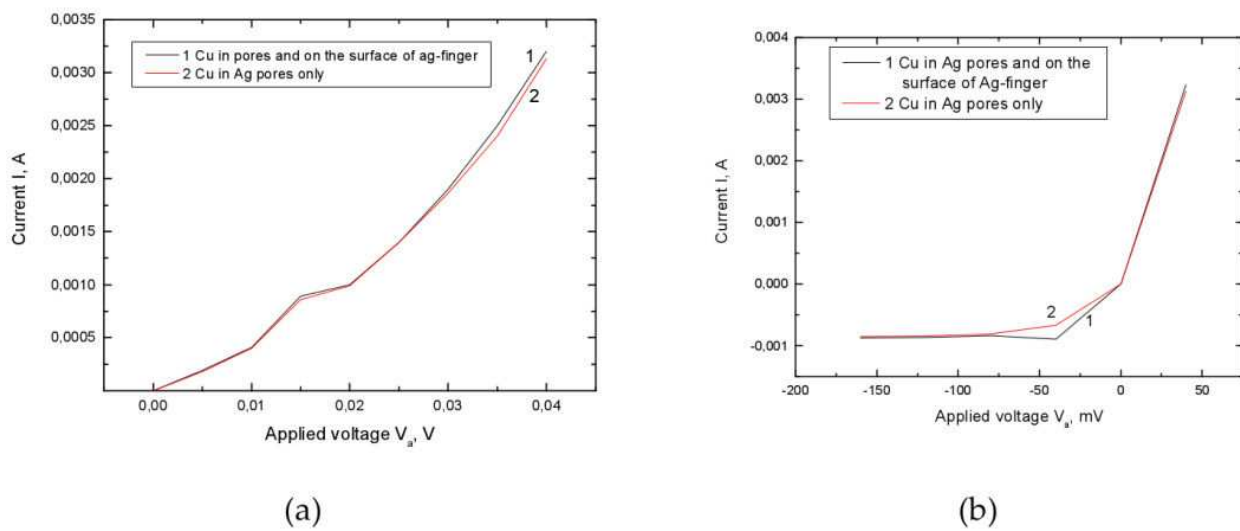 0,0035
0,0030
0,0025
0,0020
0,0015
0,0010
0,0005
Current I, A
1 Cu in pores and on the surface of ag-finger
2 Cu in Ag pores only
1
2
0,00
0,01
0,02
0,03
0,04
Applied voltage Va, V
(a)
0,004
0,003
0,002
0,001
0,000
-0,001
Current I, A
1 Cu in Ag pores and on the
surface of Ag-finger
2 Cu in Ag pores only
2
1
-200
-150
-100
-50
0
50
Applied voltage Va, mV
(b)